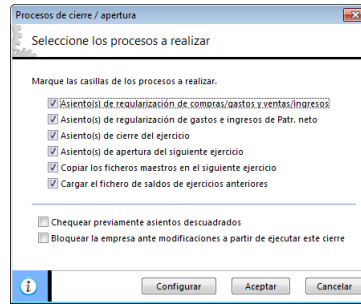 Procesos de cierre / apertura
Seleccione los procesos a realizar
Marque las casillas de los procesos a realizar.
Asiento(s) de regularización de compras/gastos y ventas/ingresos
Asiento(s) de regularización de gastos e ingresos de Patr. neto
Asiento(s) de cierre del ejercicio
Asiento(s) de apertura del siguiente ejercicio
Copiar los ficheros maestros en el siguiente ejercicio
Cargar el fichero de saldos de ejercicios anteriores
Chequear previamente asientos descuadrados
Bloquear la empresa ante modificaciones a partir de ejecutar este cierre
Configurar Aceptar Cancelar